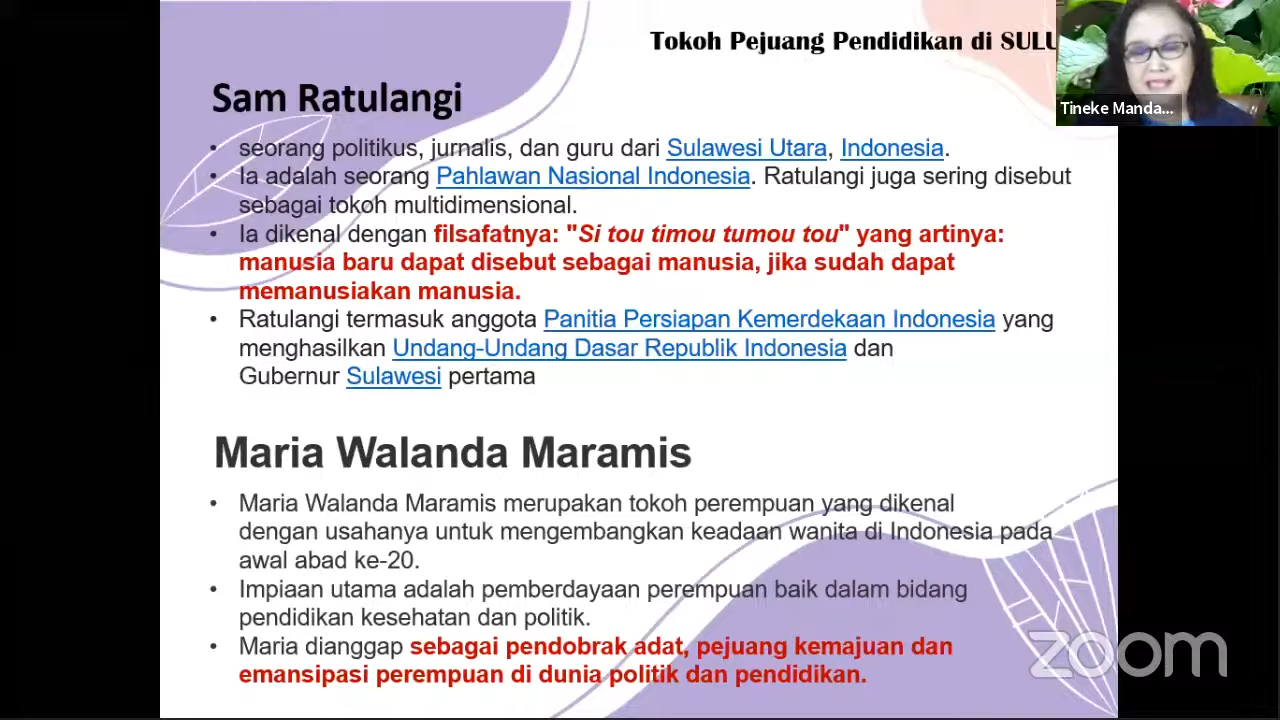 Tokoh Pejuang Pendidikan di SULU
Tineke Manda...
Sam Ratulangi
• seorang politikus, jurnalis, dan guru dari Sulawesi Utara, Indonesia.
• Ia adalah seorang Pahlawan Nasional Indonesia. Ratulangi juga sering disebut
sebagai tokoh multidimensional.
• Ia dikenal dengan filsafatnya: "Si tou timou tumou tou" yang artinya:
manusia baru dapat disebut sebagai manusia, jika sudah dapat
memanusiakan manusia.
• Ratulangi termasuk anggota Panitia Persiapan Kemerdekaan Indonesia yang
menghasilkan Undang-Undang Dasar Republik Indonesia dan
Gubernur Sulawesi pertama
Maria Walanda Maramis
• Maria Walanda Maramis merupakan tokoh perempuan yang dikenal
dengan usahanya untuk mengembangkan keadaan wanita di Indonesia pada
awal abad ke-20.
• Impiaan utama adalah pemberdayaan perempuan baik dalam bidang
pendidikan kesehatan dan politik.
• Maria dianggap sebagai pendobrak adat, pejuang kemajuan dan
emansipasi perempuan di dunia politik dan pendidikan.
zoom